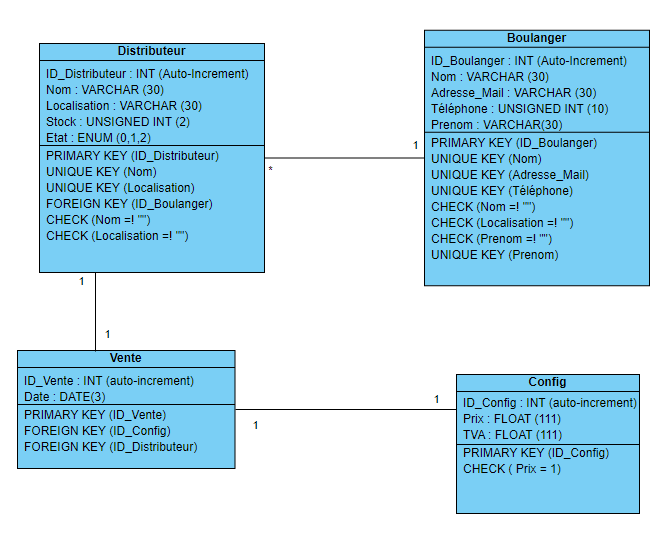 Distributeur
ID_Distributeur : INT (Auto-Increment)
Nom : VARCHAR (30)
Localisation : VARCHAR (30)
Stock : UNSIGNED INT (2)
Etat : ENUM (0,1,2)
PRIMARY KEY (ID_Distributeur)
UNIQUE KEY (Nom)
UNIQUE KEY (Localisation)
FOREIGN KEY (ID_Boulanger)
CHECK (Nom =! "")
CHECK (Localisation =! "")
Boulanger
ID_Boulanger : INT (Auto-Increment)
Nom : VARCHAR (30)
Adresse_Mail : VARCHAR (30)
Téléphone : UNSIGNED INT (10)
Prenom : VARCHAR(30)
PRIMARY KEY (ID_Boulanger)
UNIQUE KEY (Nom)
UNIQUE KEY (Adresse_Mail)
UNIQUE KEY (Téléphone)
CHECK (Nom =! "")
CHECK (Localisation =! "")
CHECK (Prenom =! "")
UNIQUE KEY (Prenom)
1
*
1
1
Vente
ID_Vente : INT (auto-increment)
Date : DATE(3)
PRIMARY KEY (ID_Vente)
FOREIGN KEY (ID_Config)
FOREIGN KEY (ID_Distributeur)
1
1
Config
ID_Config : INT (auto-increment)
Prix : FLOAT (111)
TVA : FLOAT (111)
PRIMARY KEY (ID_Config)
CHECK ( Prix = 1)